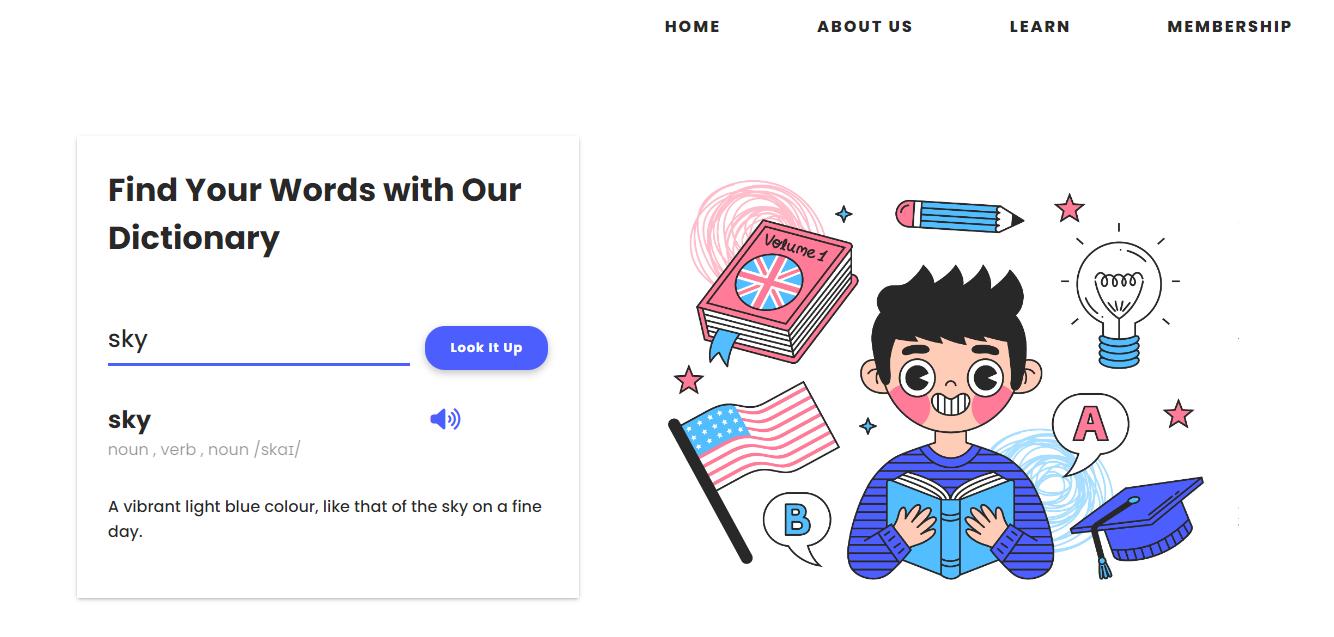 HOME ABOUT US LEARN MEMBERSHIP
Find Your Words with Our
Dictionary
sky
Look It Up
sky
noun , verb , noun /skaɪ/
A vibrant light blue colour, like that of the sky on a fine
day.
Volume 1
A
B